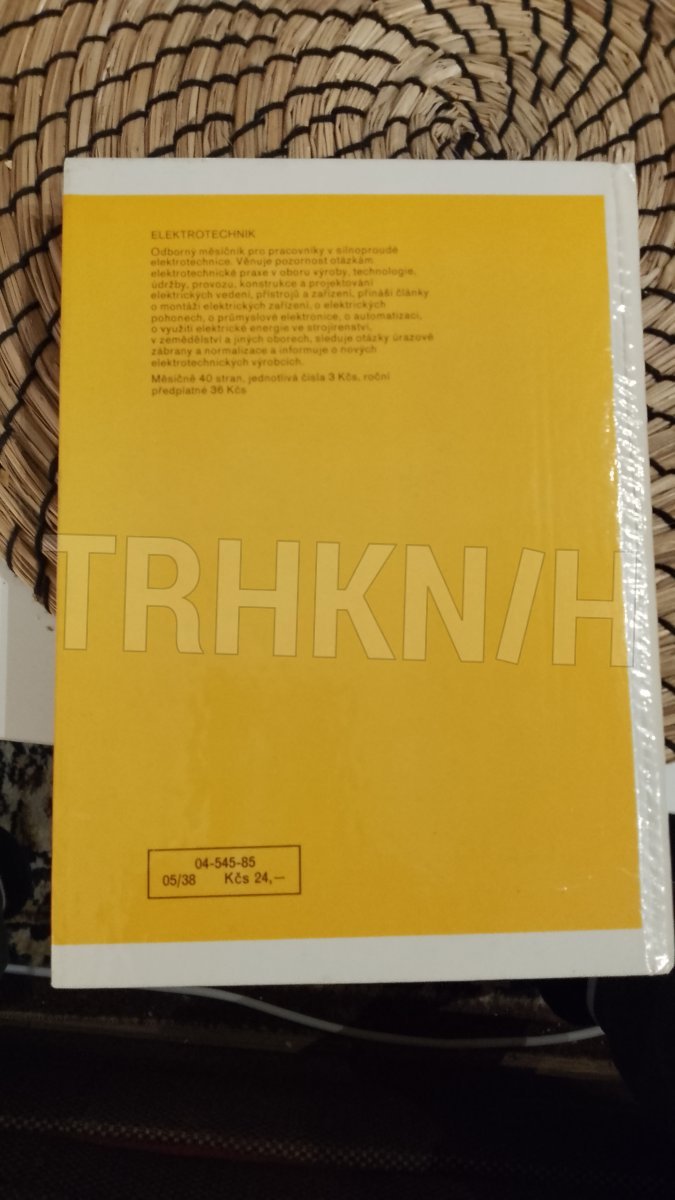 ELEKTROTECHNIK
Odborný měsíčník pro pracovníky v silnoproudé
elektrotechnice. Věnuje pozornost otázkám
elektrotechnické praxe v oboru výroby, technologie,
údržby, provozu, konstrukce a projektování
elektrických vedení, přístrojů a zařízení, přináší články
o montáži elektrických zařízení, o elektrických
pohonech, o průmyslové elektronice, o automatizaci,
o využití elektrické energie ve strojírenství,
v zemědělství a jiných oborech, sleduje otázky úrazové
zábrany a normalizace a informuje o nových
elektrotechnických výrobcích.
Měsíčně 40 stran, jednotlivá čísla 3 Kčs, roční
předplatné 36 Kčs
TRHKNIH
04-545-85
05/38 Kčs 24,—